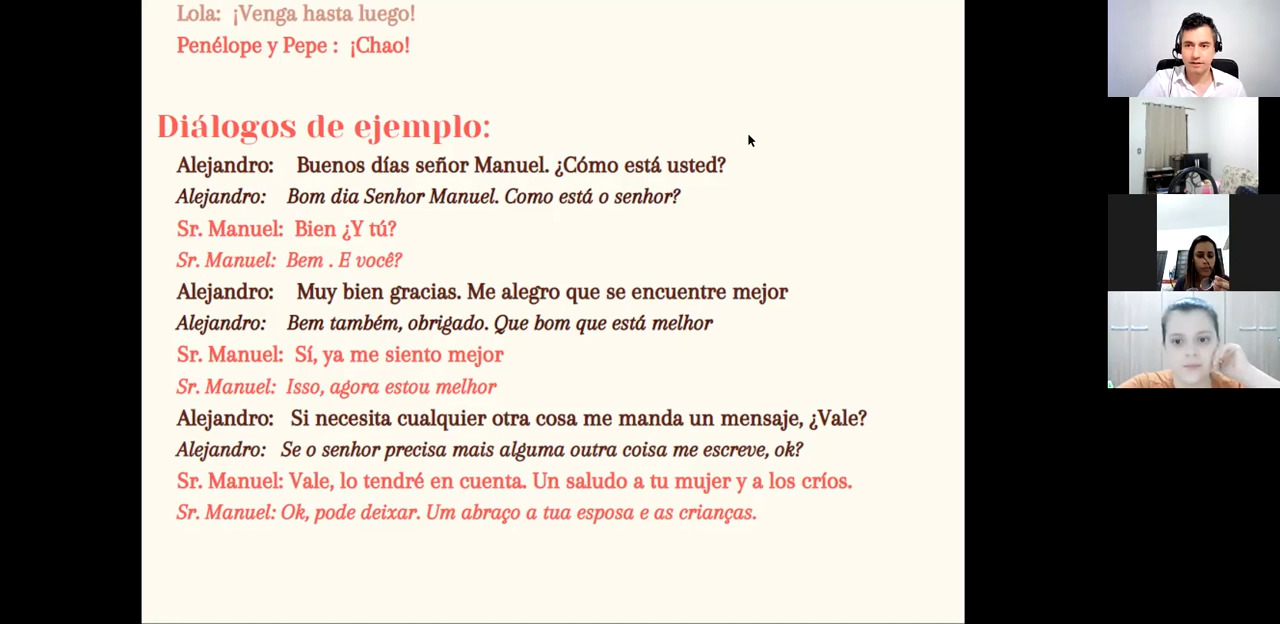 Lola: ¡Venga hasta luego!
Penélope y Pepe : ¡Chao!
Diálogos de ejemplo:
Alejandro: Buenos días señor Manuel. ¿Cómo está usted?
Alejandro: Bom dia Senhor Manuel. Como está o senhor?
Sr. Manuel: Bien ¿Y tú?
Sr. Manuel: Bem . E você?
Alejandro: Muy bien gracias. Me alegro que se encuentre mejor
Alejandro: Bem também, obrigado. Que bom que está melhor
Sr. Manuel: Sí, ya me siento mejor
Sr. Manuel: Isso, agora estou melhor
Alejandro: Si necesita cualquier otra cosa me manda un mensaje, ¿Vale?
Alejandro: Se o senhor precisa mais alguma outra coisa me escreve, ok?
Sr. Manuel: Vale, lo tendré en cuenta. Un saludo a tu mujer y a los críos.
Sr. Manuel: Ok, pode deixar. Um abraço a tua esposa e as crianças.